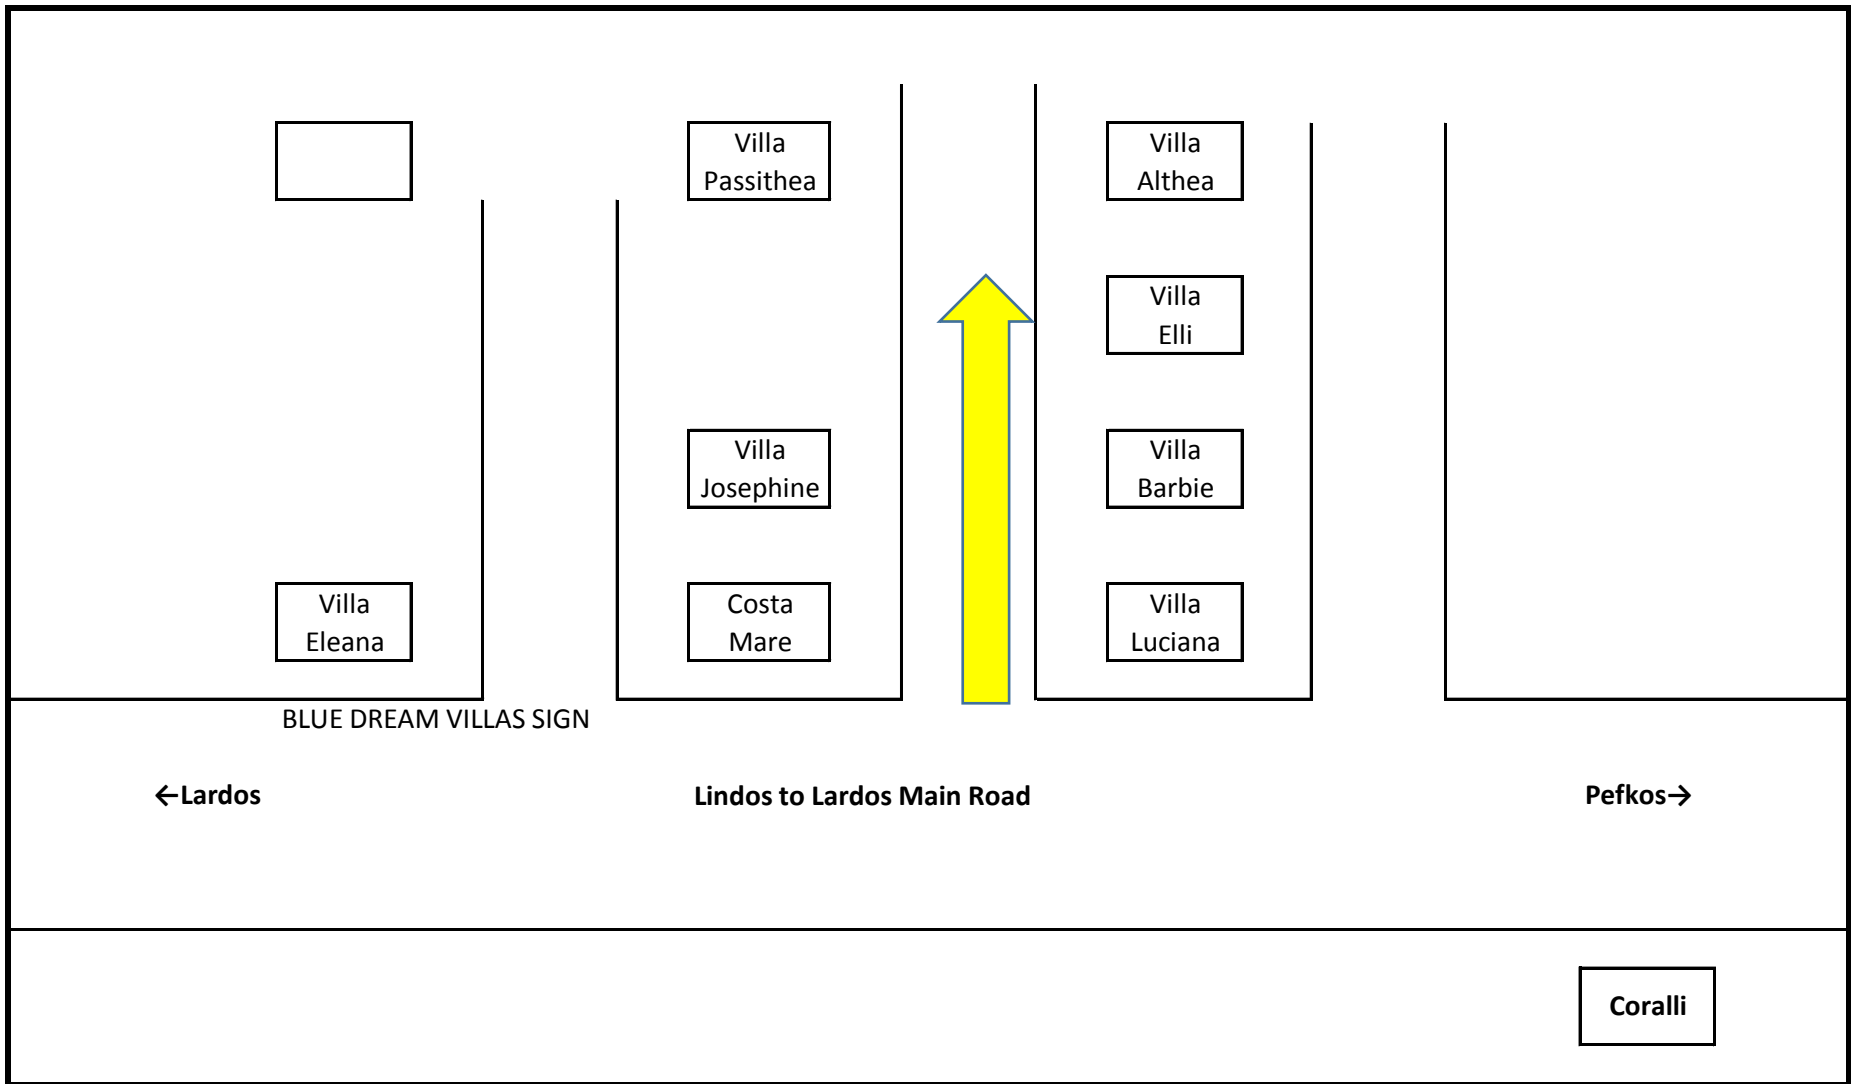 Villa
Passithea
Villa
Althea
Villa
Elli
Villa
Josephine
Villa
Barbie
Villa
Eleana
Costa
Mare
Villa
Luciana
BLUE DREAM VILLAS SIGN
←Lardos
Lindos to Lardos Main Road
Pefkos→
Coralli